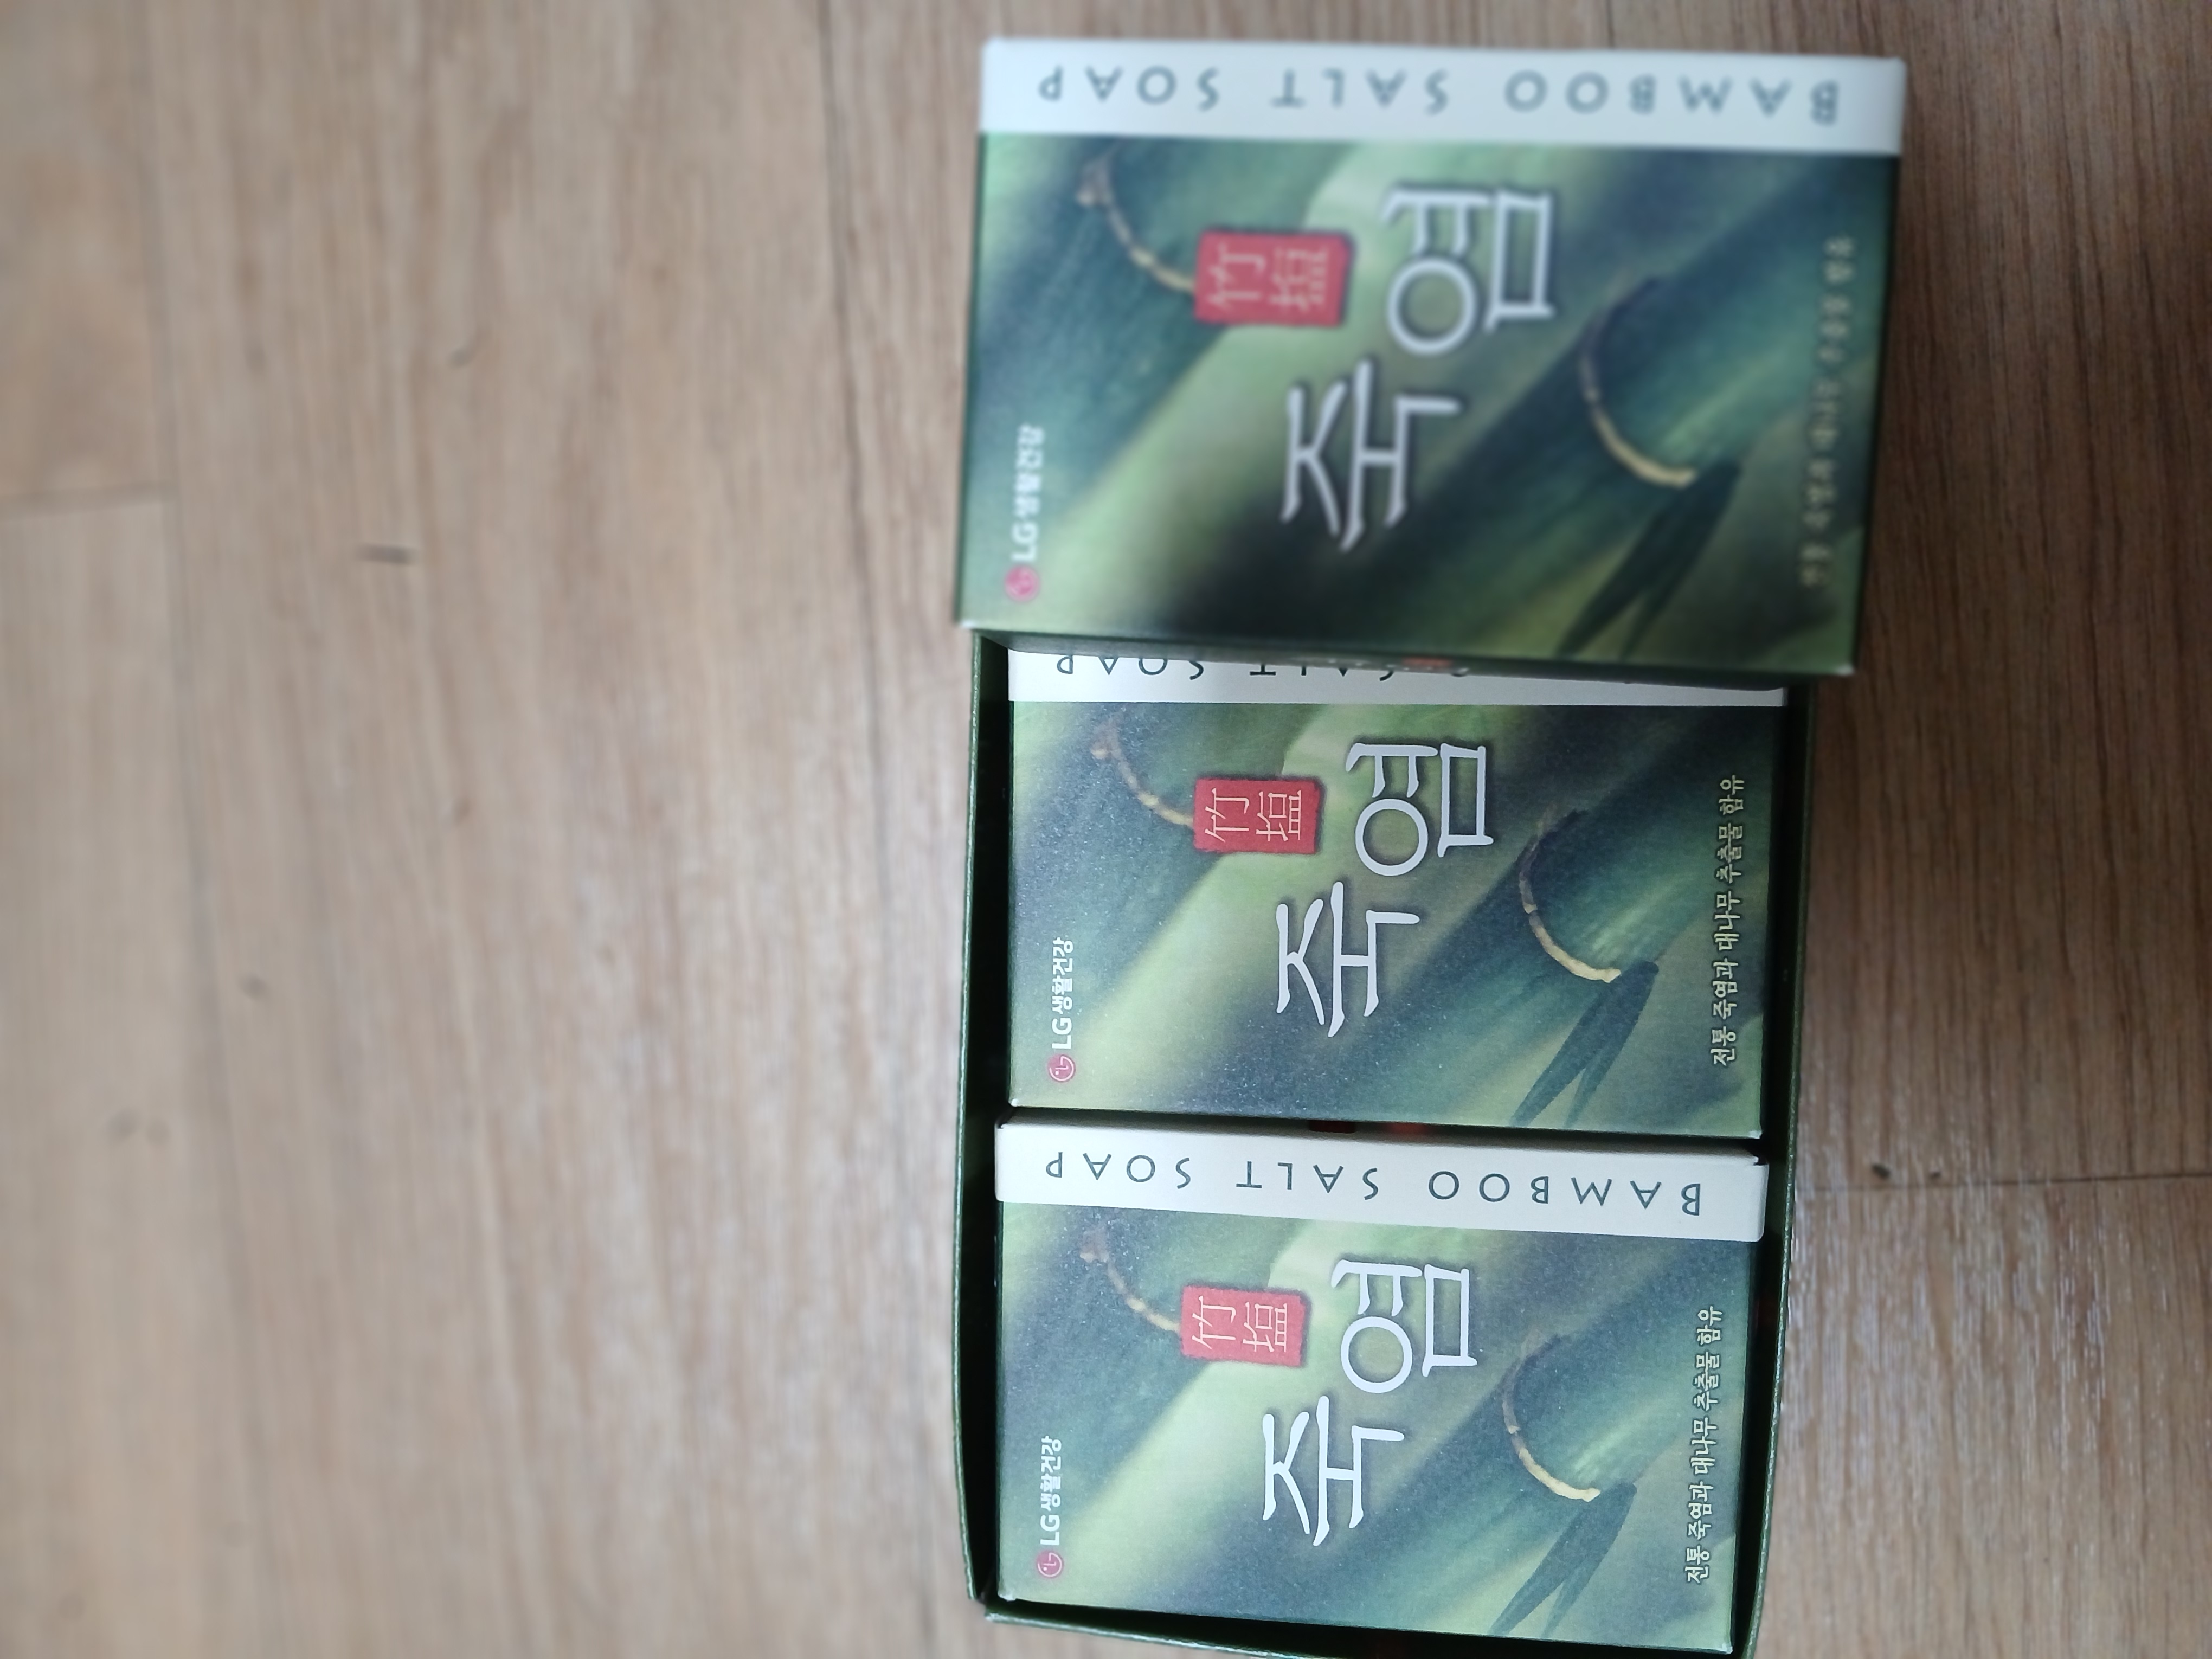 BAMBOO SALT SOAP
LG생활건강
竹塩
죽염
SALT SOAP
LG생활건강
竹塩
죽염
전통 죽염과 대나무 추출물 함유
BAMBOO SALT SOAP
LG생활건강
竹塩
죽염
전통 죽염과 대나무 추출물 함유